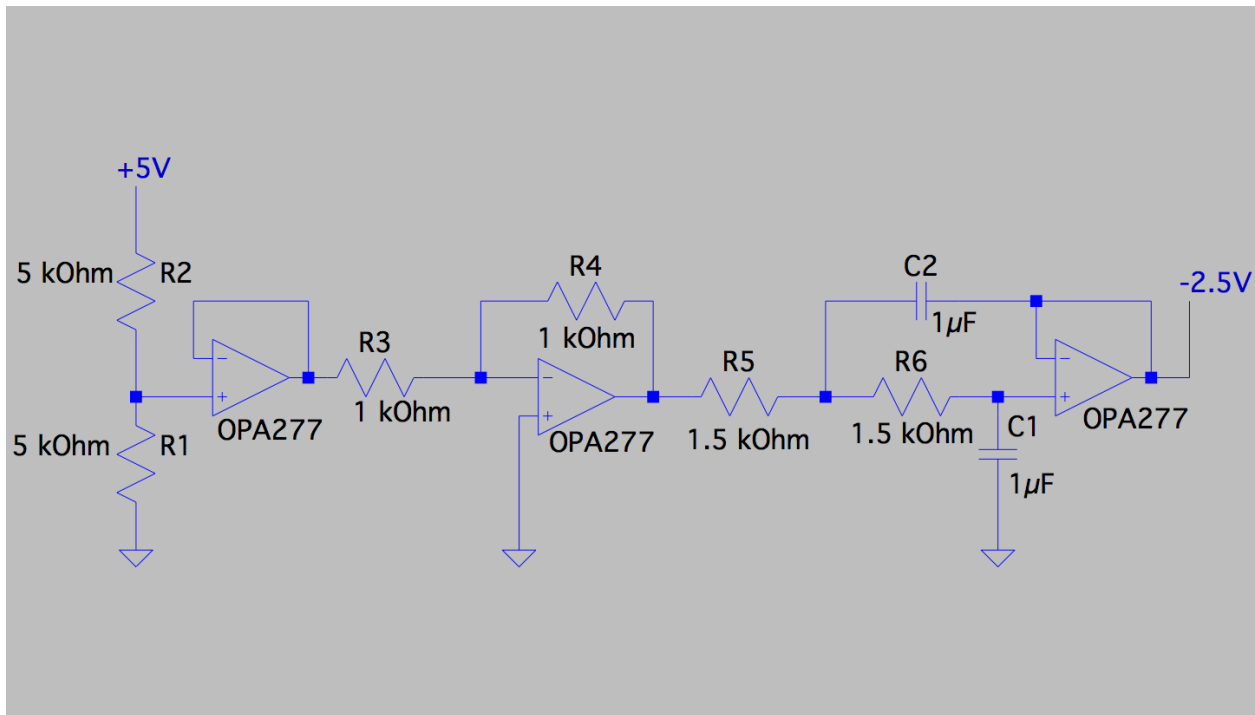 +5V
5 kOhm
R2
5 kOhm
R1
−
+
OPA277
R3
1 kOhm
R4
1 kOhm
−
+
OPA277
R5
1.5 kOhm
C2
1µF
R6
1.5 kOhm
C1
1µF
−
+
OPA277
-2.5V